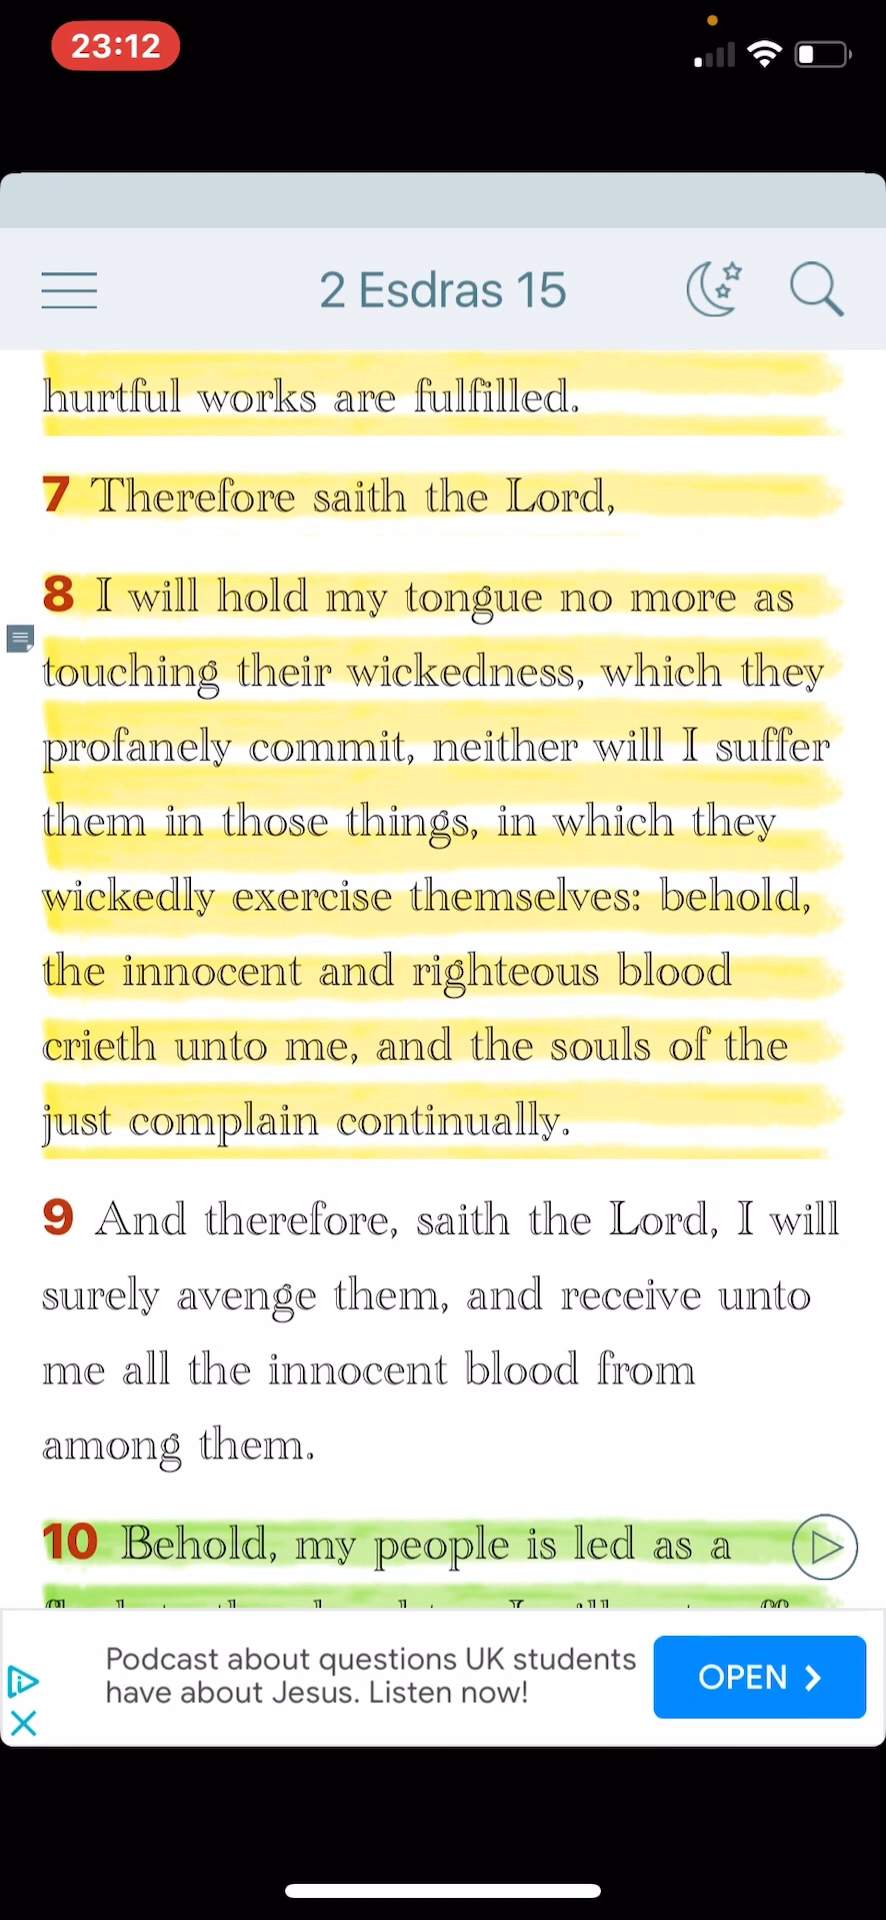 23:12
2 Esdras 15
hurtful works are fulfilled.
7 Therefore saith the Lord,
8 I will hold my tongue no more as
touching their wickedness, which they
profanely commit, neither will I suffer
them in those things, in which they
wickedly exercise themselves: behold,
the innocent and righteous blood
crieth unto me, and the souls of the
just complain continually.
9 And therefore, saith the Lord, I will
surely avenge them, and receive unto
me all the innocent blood from
among them.
10 Behold, my people is led as a
Podcast about questions UK students
have about Jesus. Listen now!
OPEN